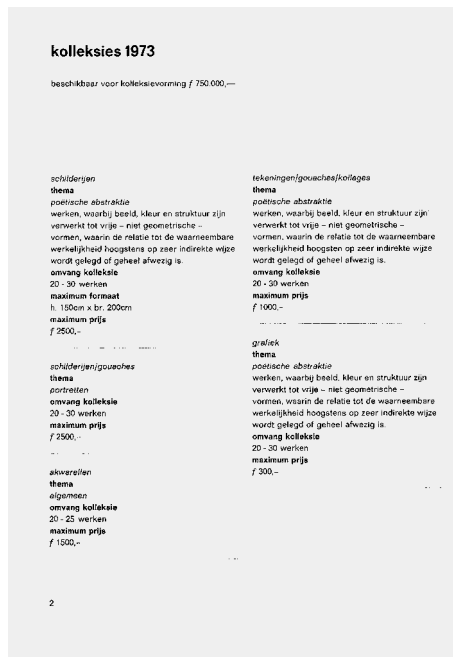 kolleksies 1973
beschikbaar voor kolleksievorming ƒ 750.000,—
schilderijen
thema
poëtische abstraktie
werken, waarbij beeld, kleur en struktuur zijn
verwerkt tot vrije – niet geometrische –
vormen, waarin de relatie tot de waarneembare
werkelijkheid hoogstens op zeer indirekte wijze
wordt gelegd of geheel afwezig is.
omvang kolleksie
20 - 30 werken
maximum formaat
h. 150cm x br. 200cm
maximum prijs
ƒ 2500,-
schilderijen/gouaches
thema
portretten
omvang kolleksie
20 - 30 werken
maximum prijs
ƒ 2500,-
akwarellen
thema
algemeen
omvang kolleksie
20 - 25 werken
maximum prijs
ƒ 1500,-
tekeningen/gouaches/kollages
thema
poëtische abstraktie
werken, waarbij beeld, kleur en struktuur zijn
verwerkt tot vrije – niet geometrische –
vormen, waarin de relatie tot de waarneembare
werkelijkheid hoogsten op zeer indirekte wijze
wordt gelegd of geheel afwezig is.
omvang kolleksie
20 - 30 werken
maximum prijs
ƒ 1000,-
grafiek
thema
poëtische abstraktie
werken, waarbij beeld, kleur en struktuur zijn
verwerkt tot vrije – niet geometrische –
vormen, waarin de relatie tot de waarneembare
werkelijkheid hoogstens op zeer indirekte wijze
wordt gelegd of geheel afwezig is.
omvang kolleksie
20 - 30 werken
maximum prijs
ƒ 300,-
2